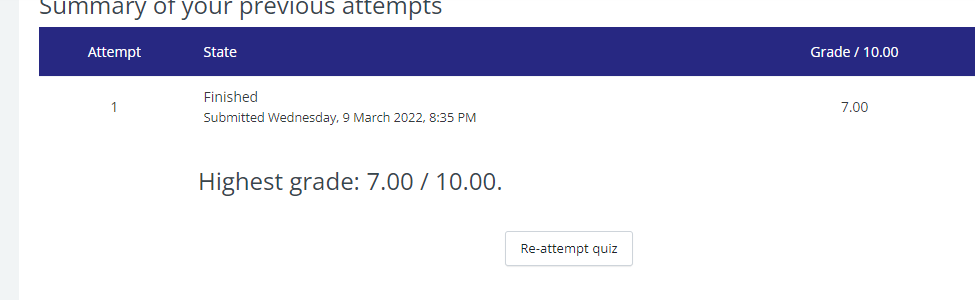 Summary of your previous attempts
Attempt State Grade / 10.00
1 Finished 7.00
Submitted Wednesday, 9 March 2022, 8:35 PM
Highest grade: 7.00 / 10.00.
Re-attempt quiz